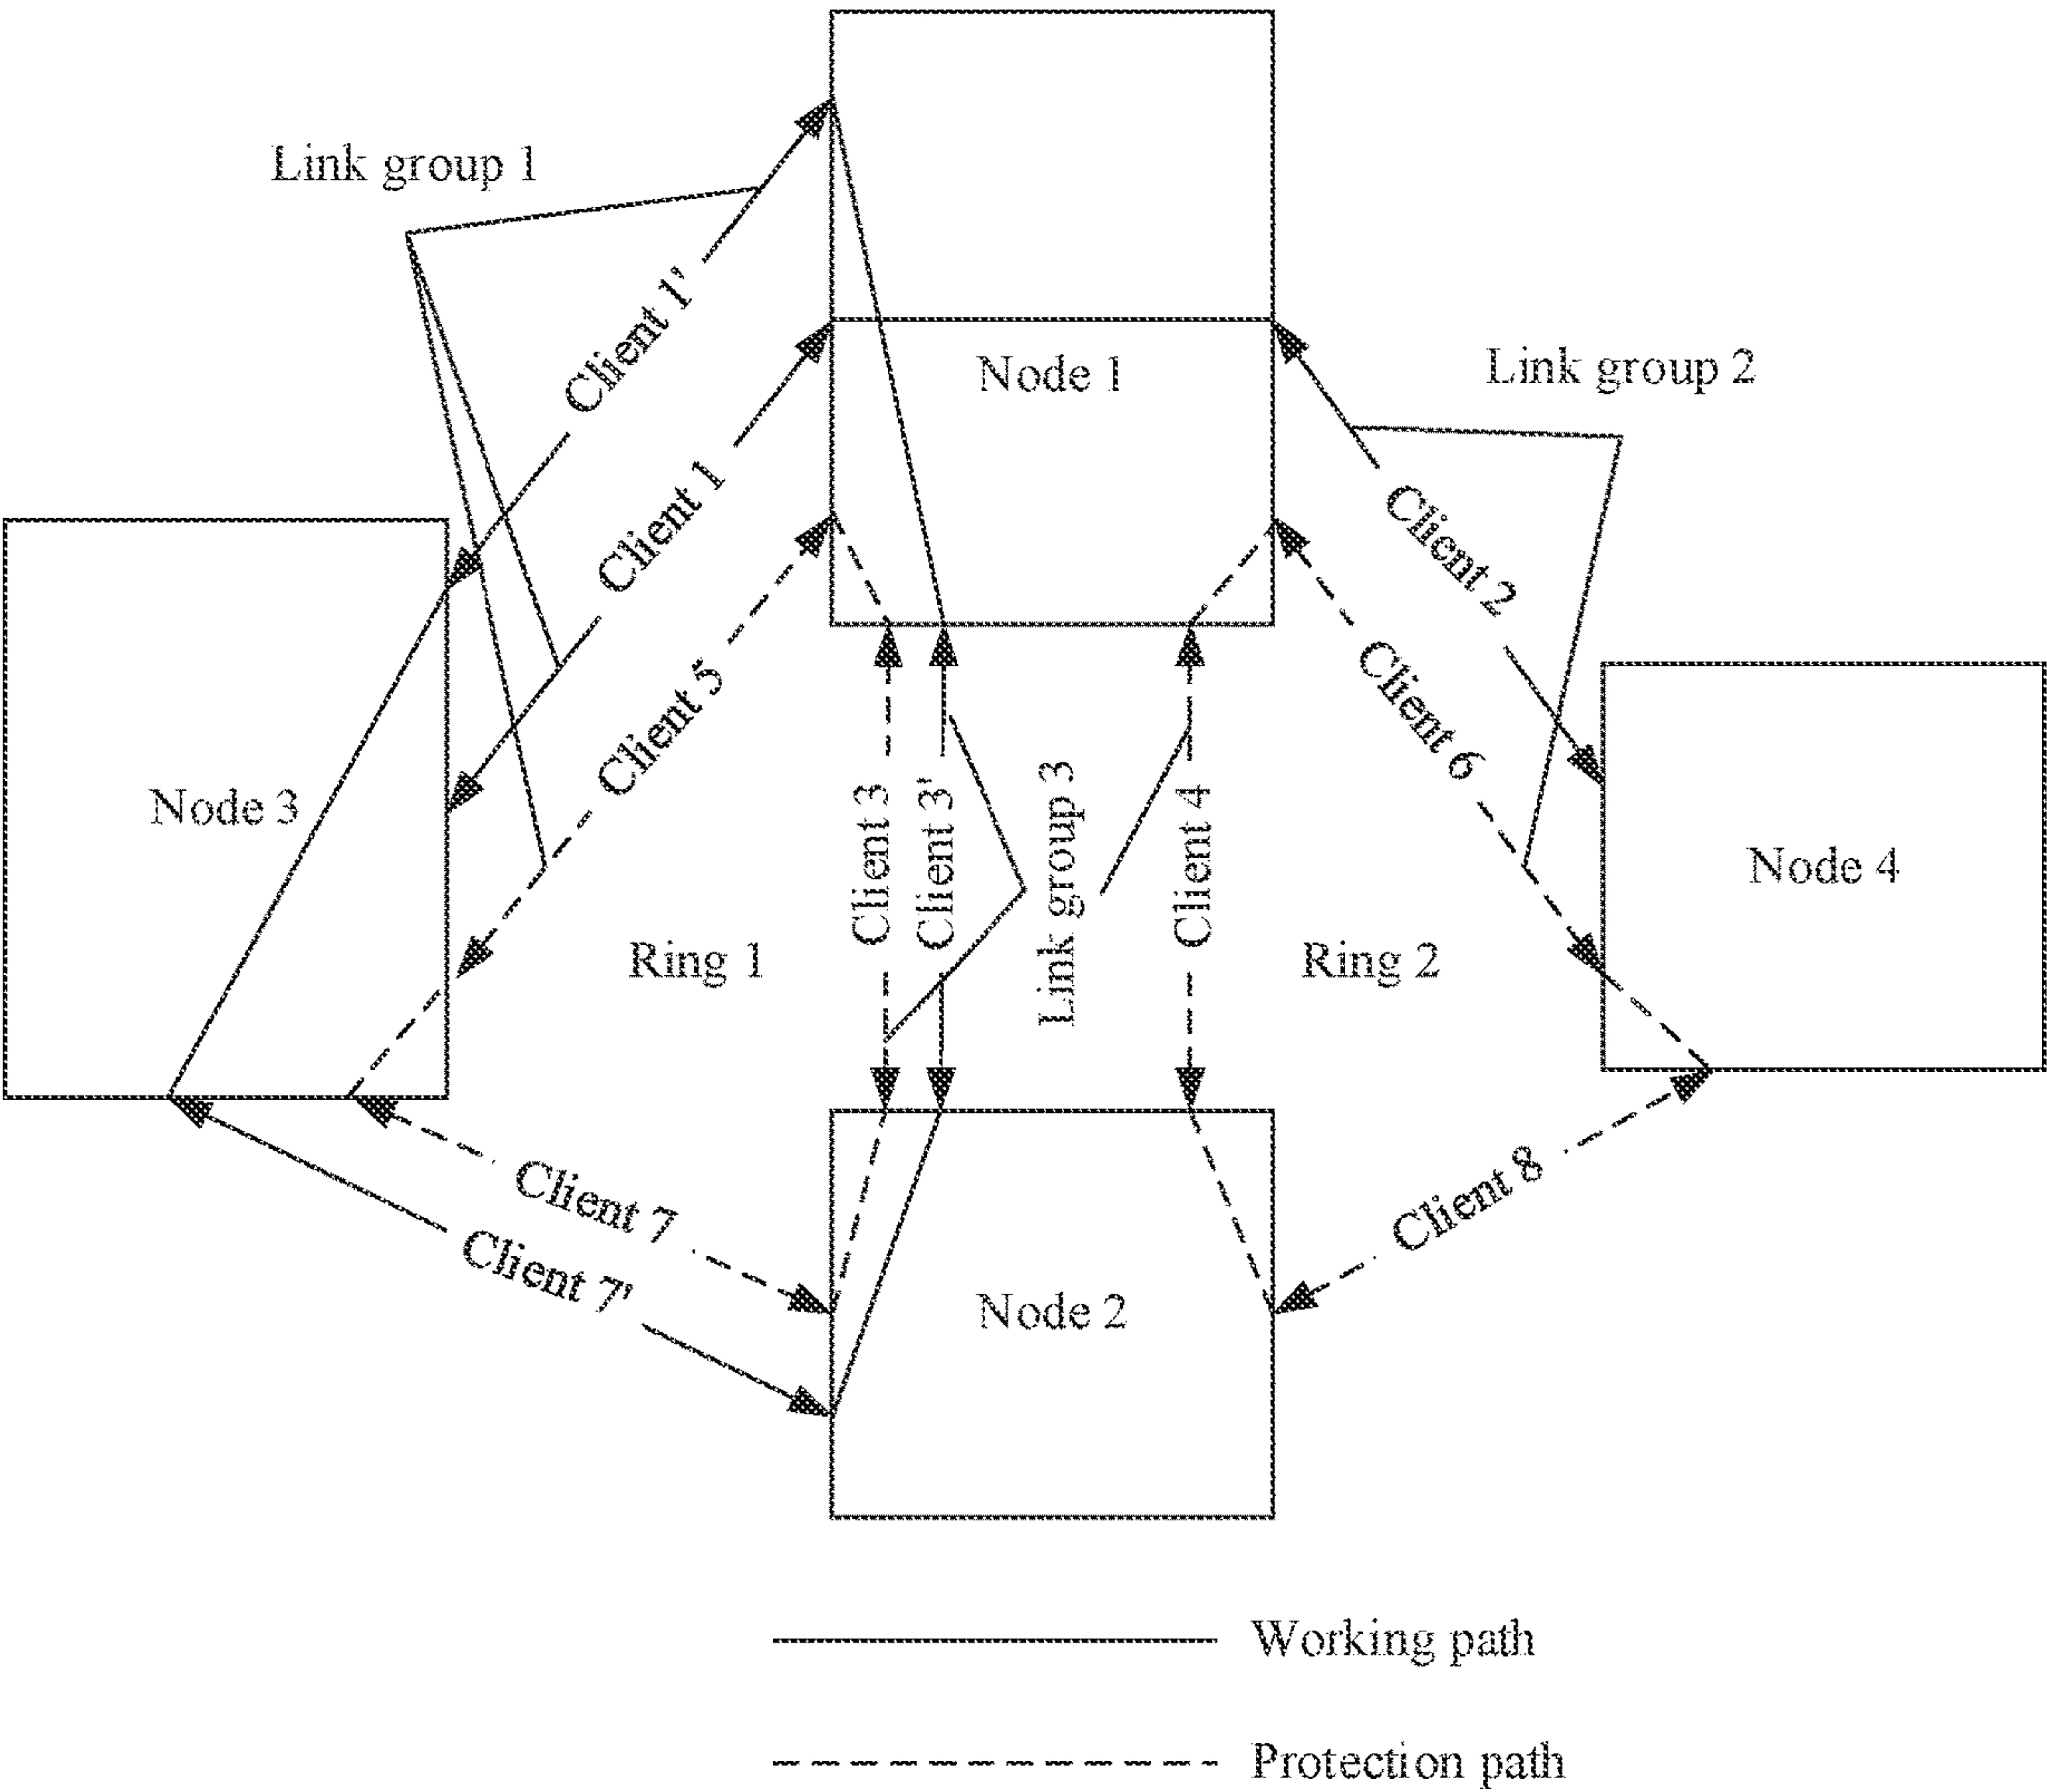 Link group 1
Client 1'
Node 1
Link group 2
Client 1
Client 2
Client 5
Client 6
Node 3
Client 3
Client 3'
Link group 3
Client 4
Node 4
Ring 1
Ring 2
Client 7
Client 8
Client 7'
Node 2
Working path
Protection path